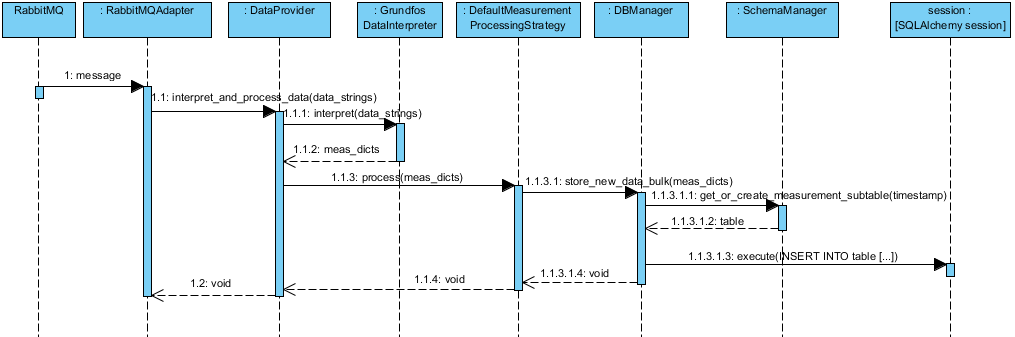 RabbitMQ
: RabbitMQAdapter
: DataProvider
: Grundfos
DataInterpreter
: DefaultMeasurement
ProcessingStrategy
: DBManager
: SchemaManager
session :
[SQLAlchemy session]
1: message
1.1: interpret_and_process_data(data_strings)
1.1.1: interpret(data_strings)
1.1.2: meas_dicts
1.1.3: process(meas_dicts)
1.1.3.1: store_new_data_bulk(meas_dicts)
1.1.3.1.1: get_or_create_measurement_subtable(timestamp)
1.1.3.1.2: table
1.1.3.1.3: execute(INSERT INTO table [...])
1.1.3.1.4: void
1.1.4: void
1.2: void